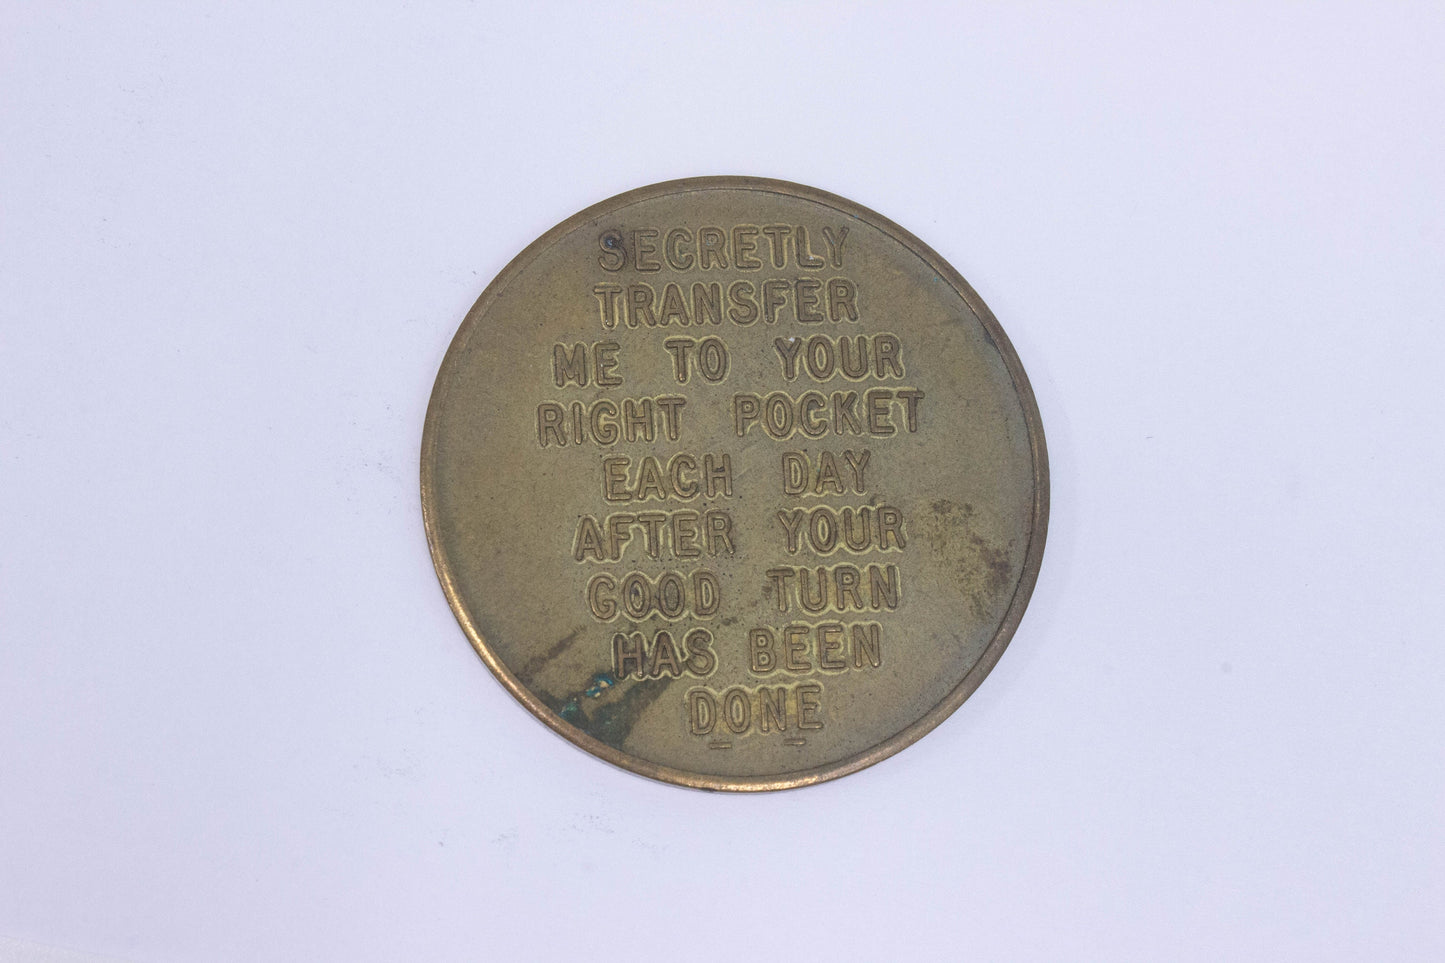 SECRETLY
TRANSFER
ME TO YOUR
RIGHT POCKET
EACH DAY
AFTER YOUR
GOOD TURN
HAS BEEN
DONE